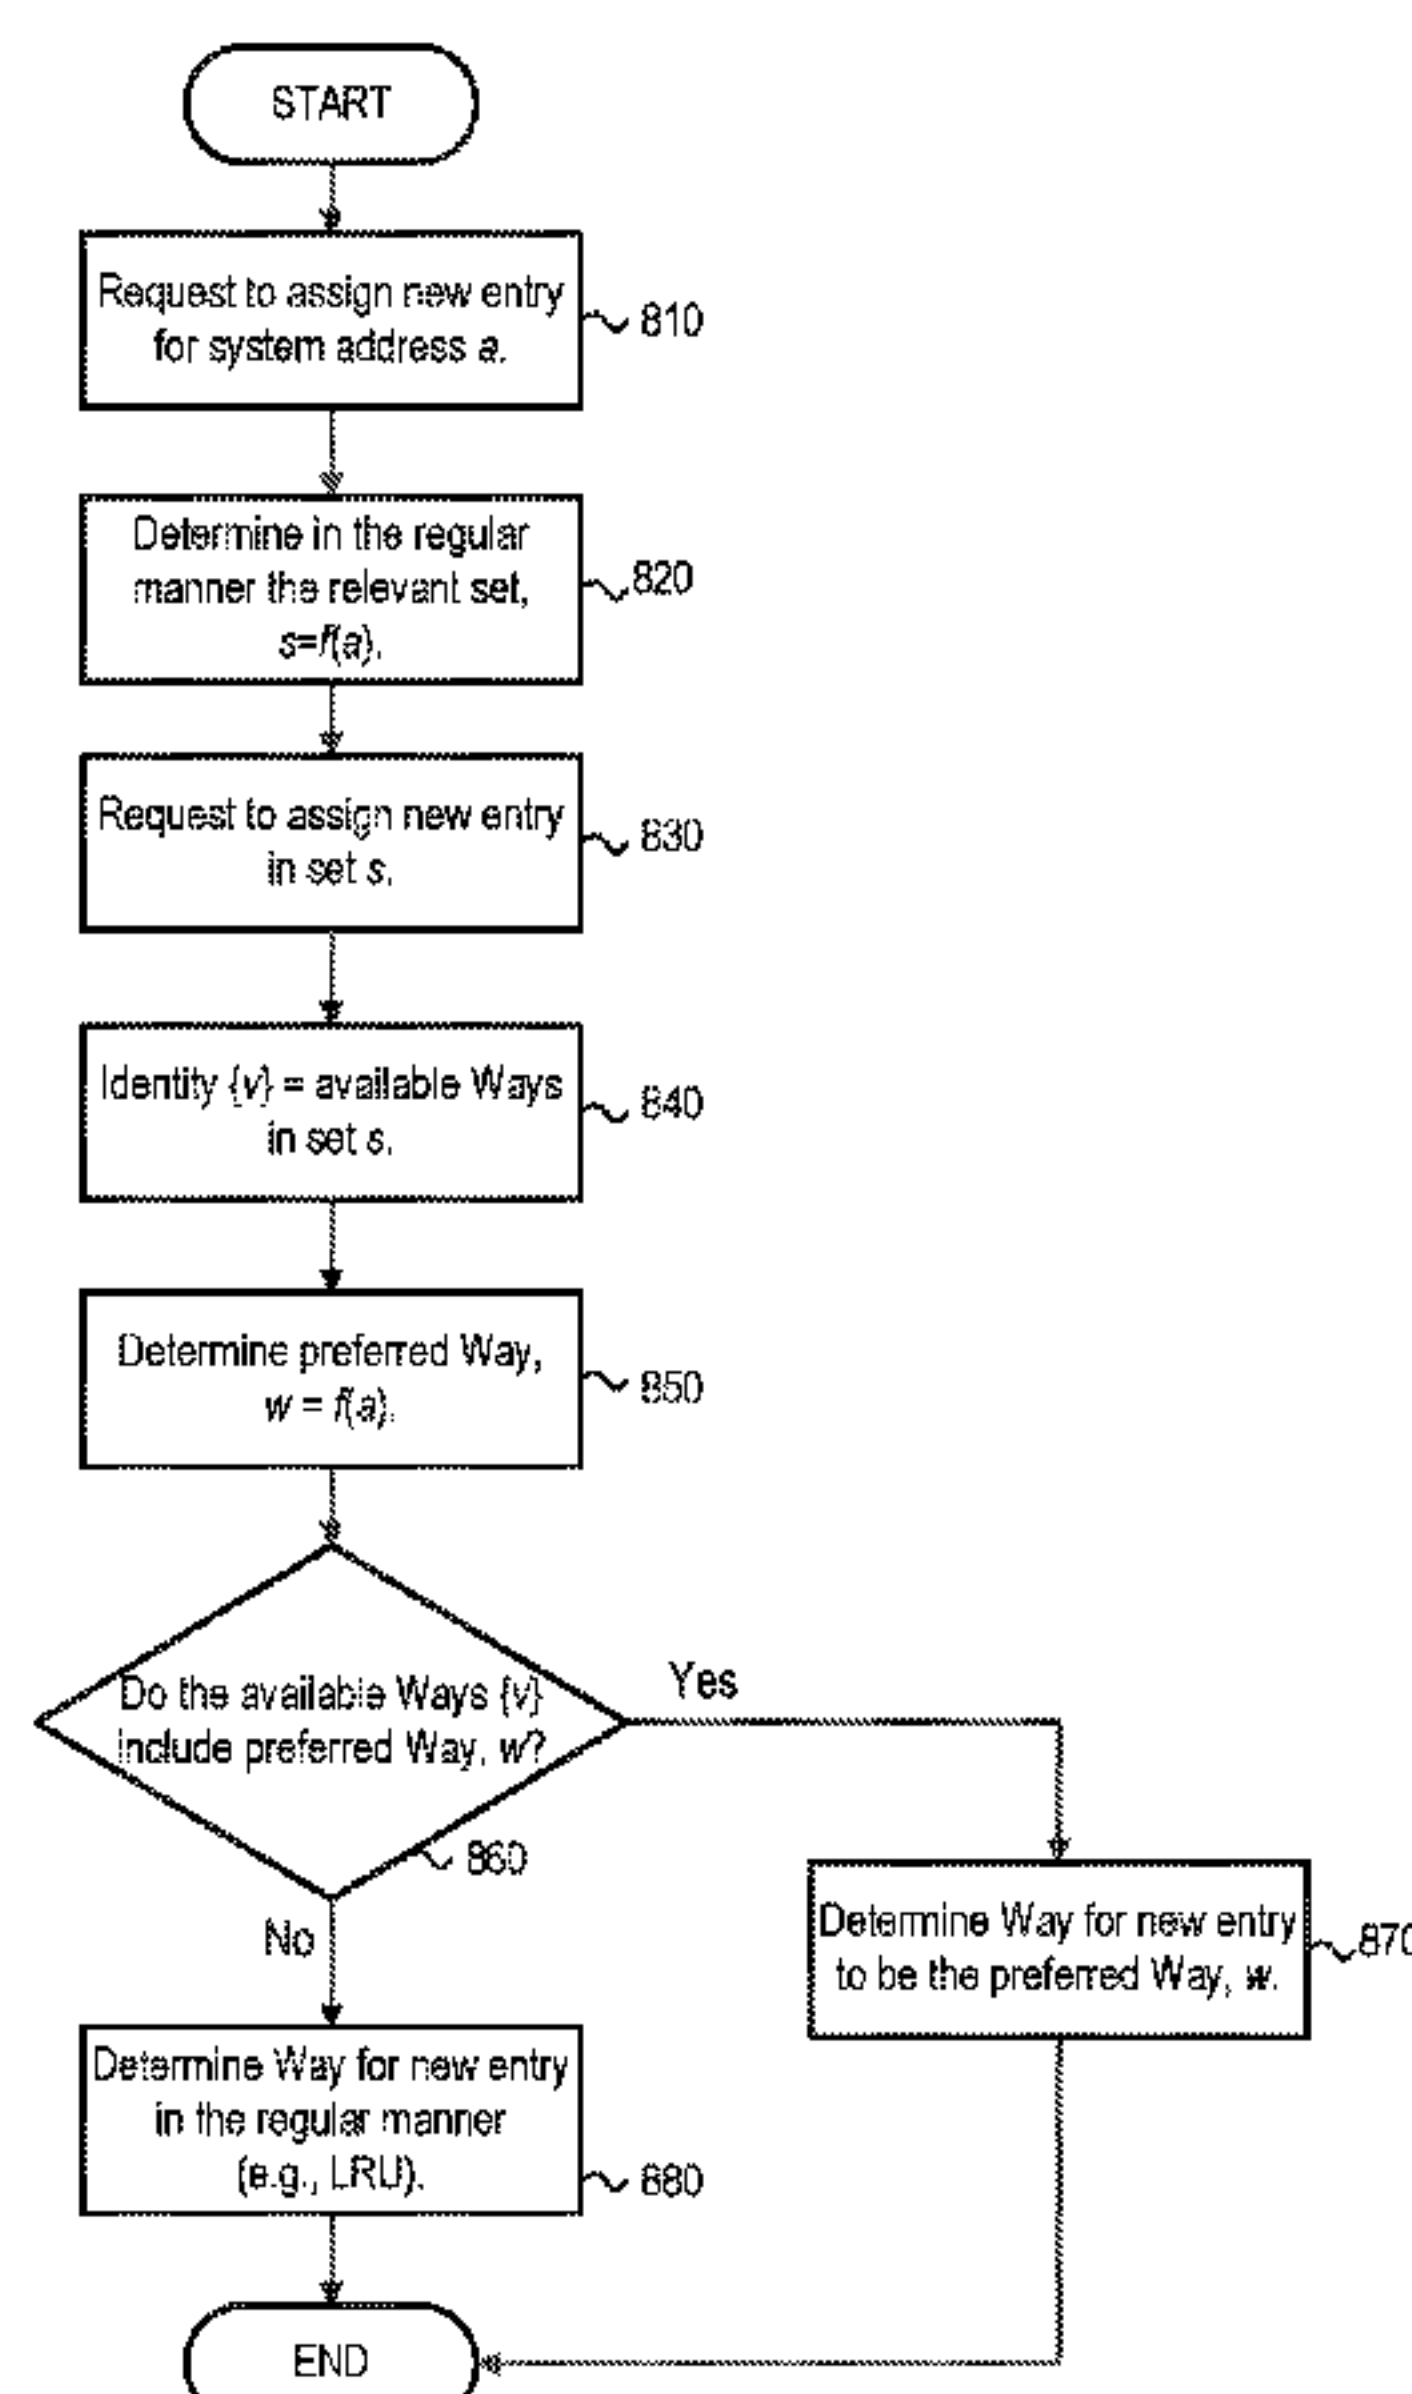 START
Request to assign new entry
for system address a.
810
Determine in the regular
manner the relevant set,
s=f(a).
820
Request to assign new entry
in set s.
830
Identity {v} = available Ways
in set s.
840
Determine preferred Way,
w = f(a).
850
Do the available Ways {v}
include preferred Way, w?
860
Yes
No
Determine Way for new entry
to be the preferred Way, w.
870
Determine Way for new entry
in the regular manner
(e.g., LRU).
880
END